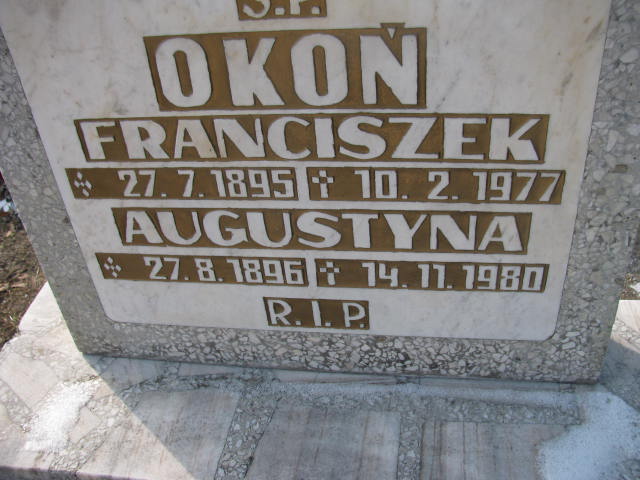 Ś.P.
OKOŃ
FRANCISZEK
27.7.1895 ✝ 10.2.1977
AUGUSTYNA
27.8.1896 ✝ 14.11.1980
R.I.P.